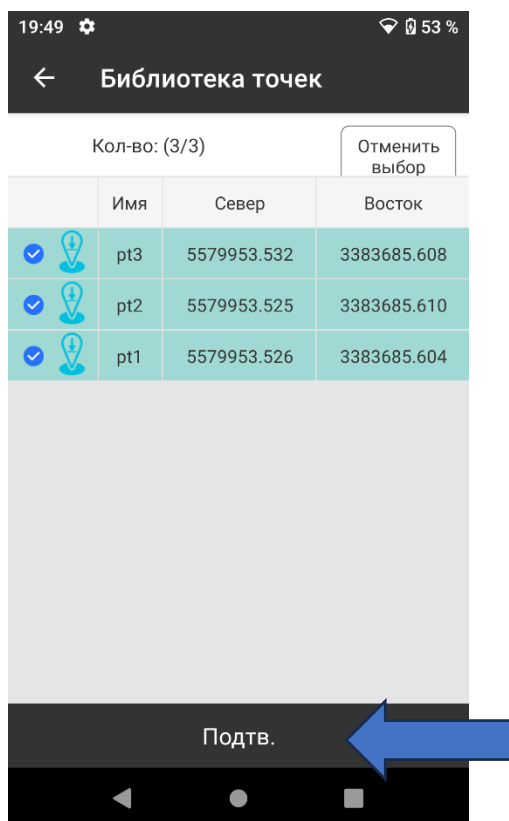 19:49 53 %
Библиотека точек
Кол-во: (3/3) Отменить
выбор
Имя Север Восток
pt3 5579953.532 3383685.608
pt2 5579953.525 3383685.610
pt1 5579953.526 3383685.604
Подтв.